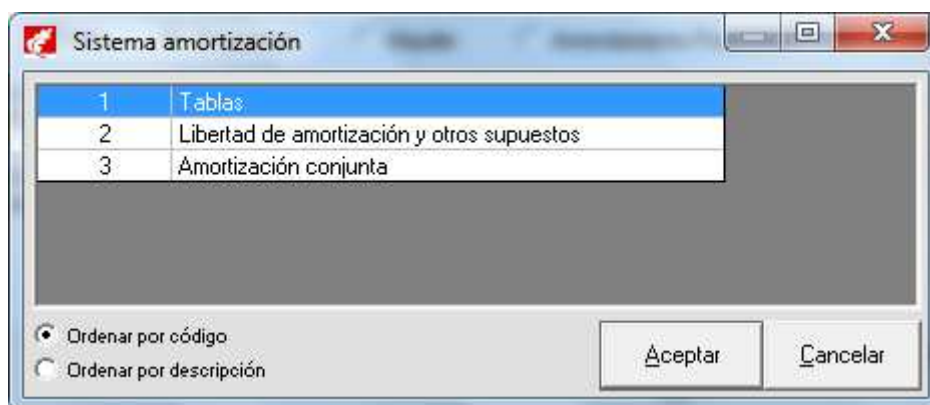 Sistema amortización
1 Tablas
2 Libertad de amortización y otros supuestos
3 Amortización conjunta
Ordenar por código
Ordenar por descripción
Aceptar
Cancelar